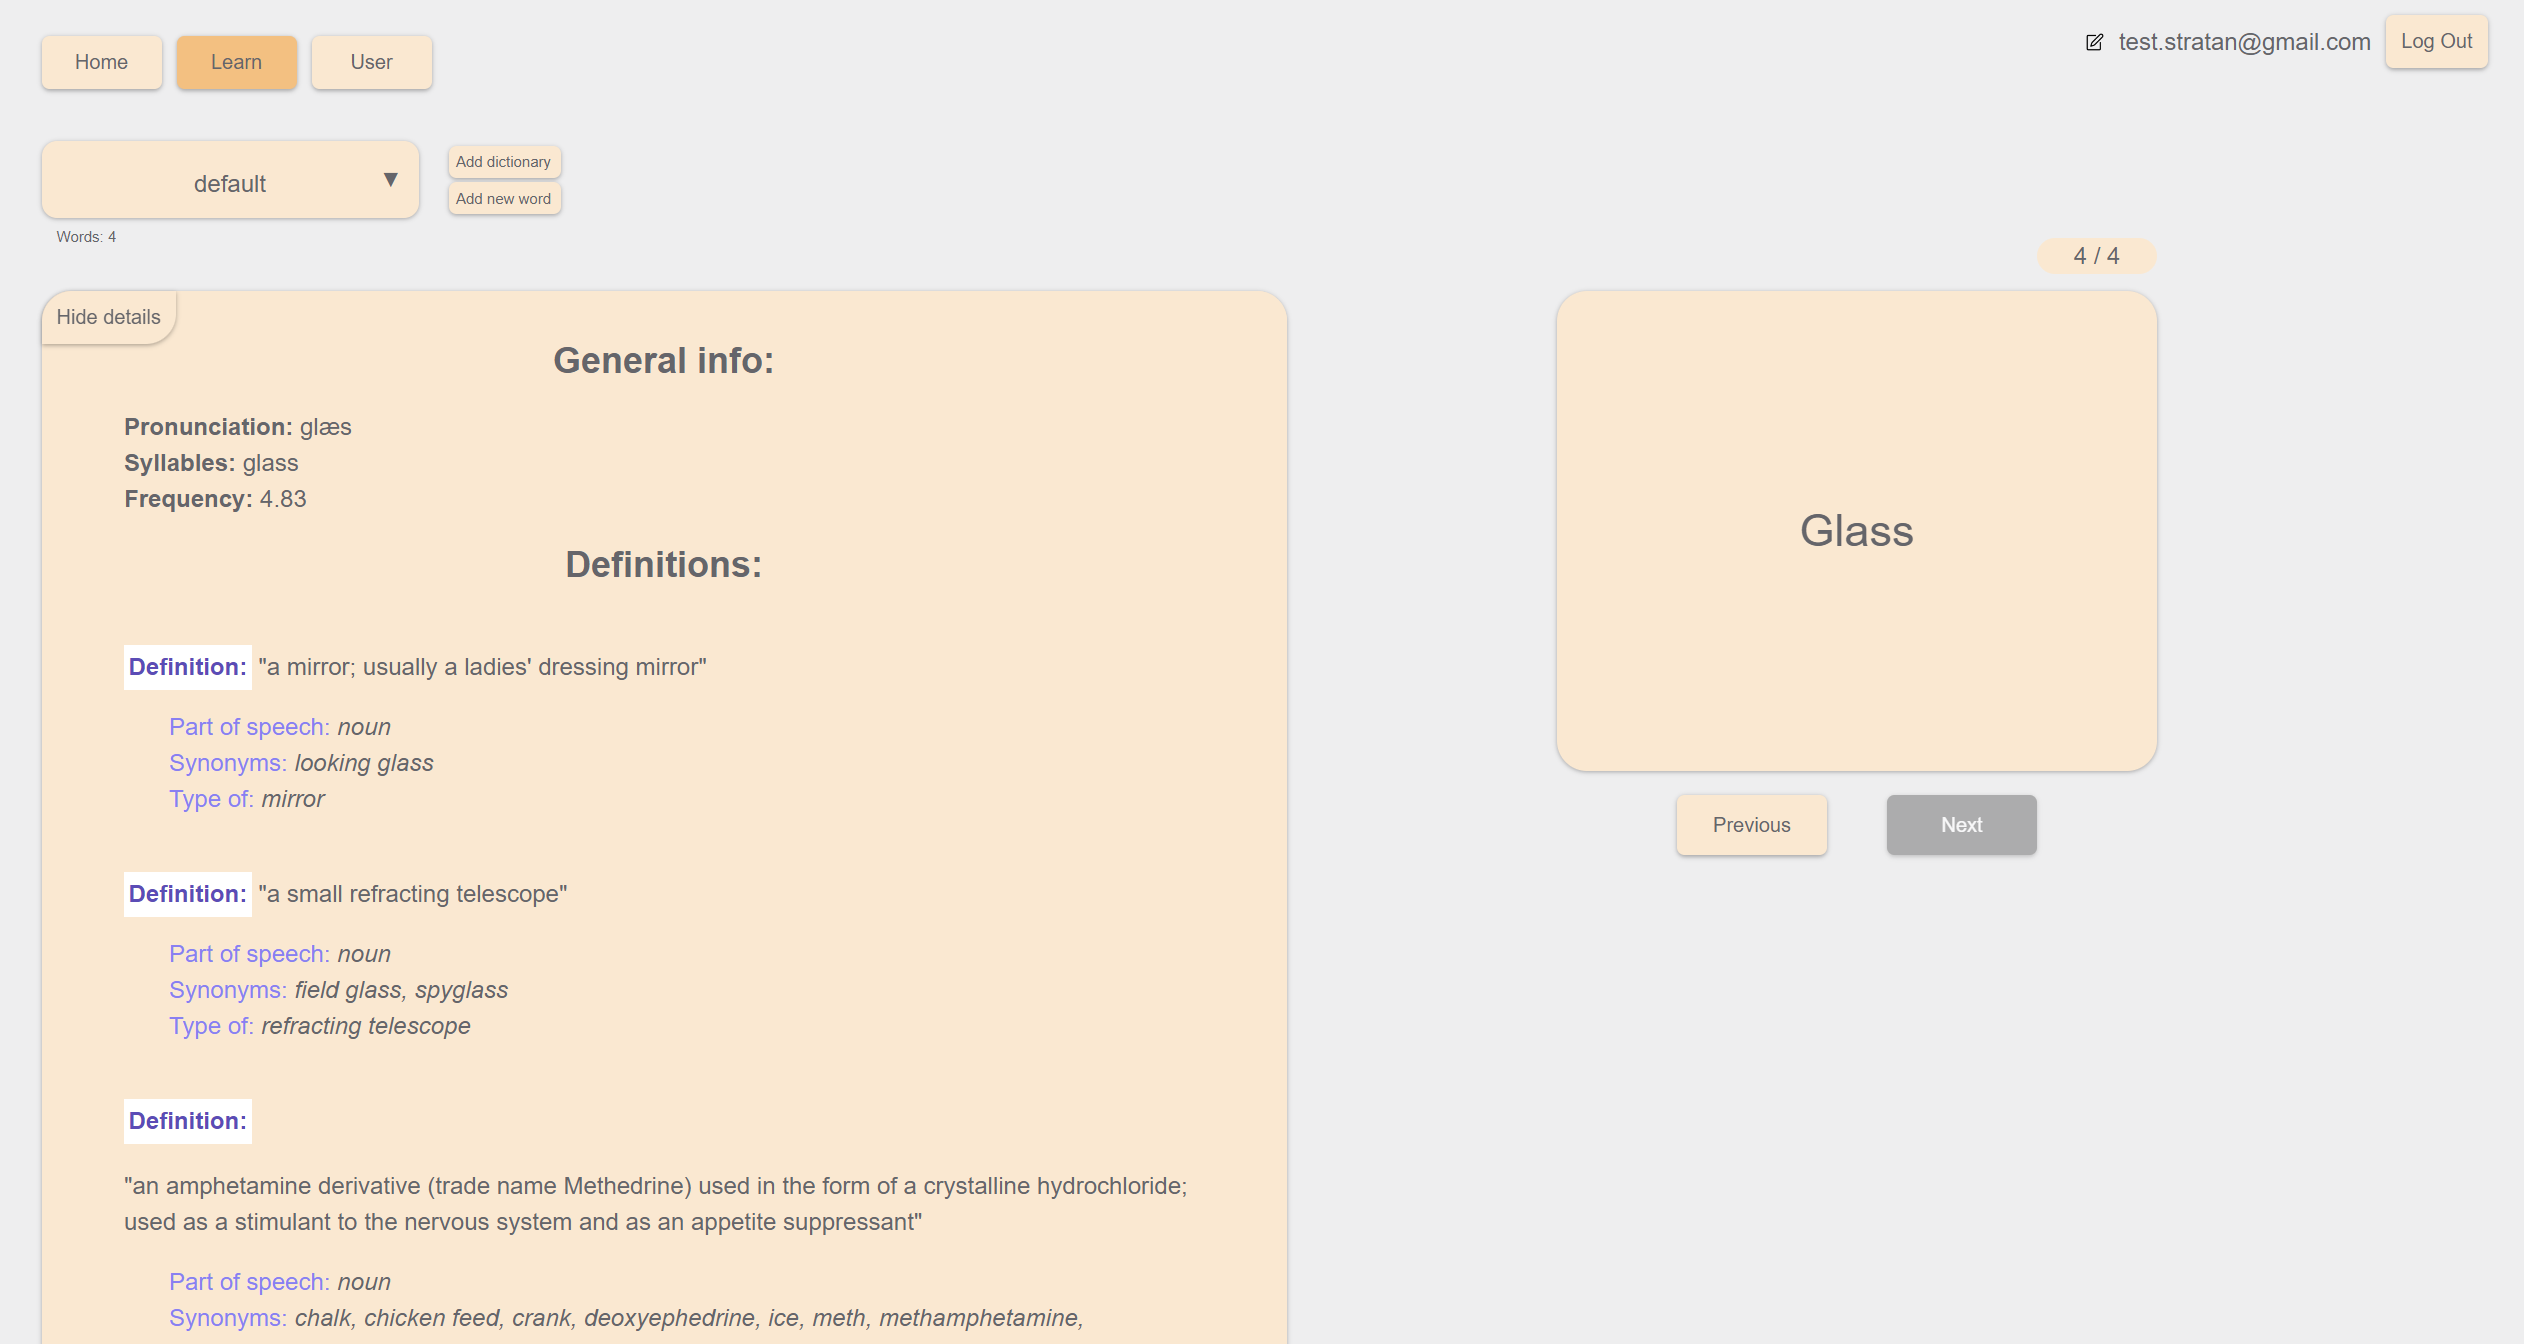 Home
Learn
User
test.stratan@gmail.com
Log Out
default
Add dictionary
Add new word
Words: 4
4 / 4
Hide details
General info:
Pronunciation: glæs
Syllables: glass
Frequency: 4.83
Definitions:
Definition: "a mirror; usually a ladies' dressing mirror"
Part of speech: noun
Synonyms: looking glass
Type of: mirror
Definition: "a small refracting telescope"
Part of speech: noun
Synonyms: field glass, spyglass
Type of: refracting telescope
Definition:
"an amphetamine derivative (trade name Methedrine) used in the form of a crystalline hydrochloride;
used as a stimulant to the nervous system and as an appetite suppressant"
Part of speech: noun
Synonyms: chalk, chicken feed, crank, deoxyephedrine, ice, meth, methamphetamine,
Glass
Previous
Next